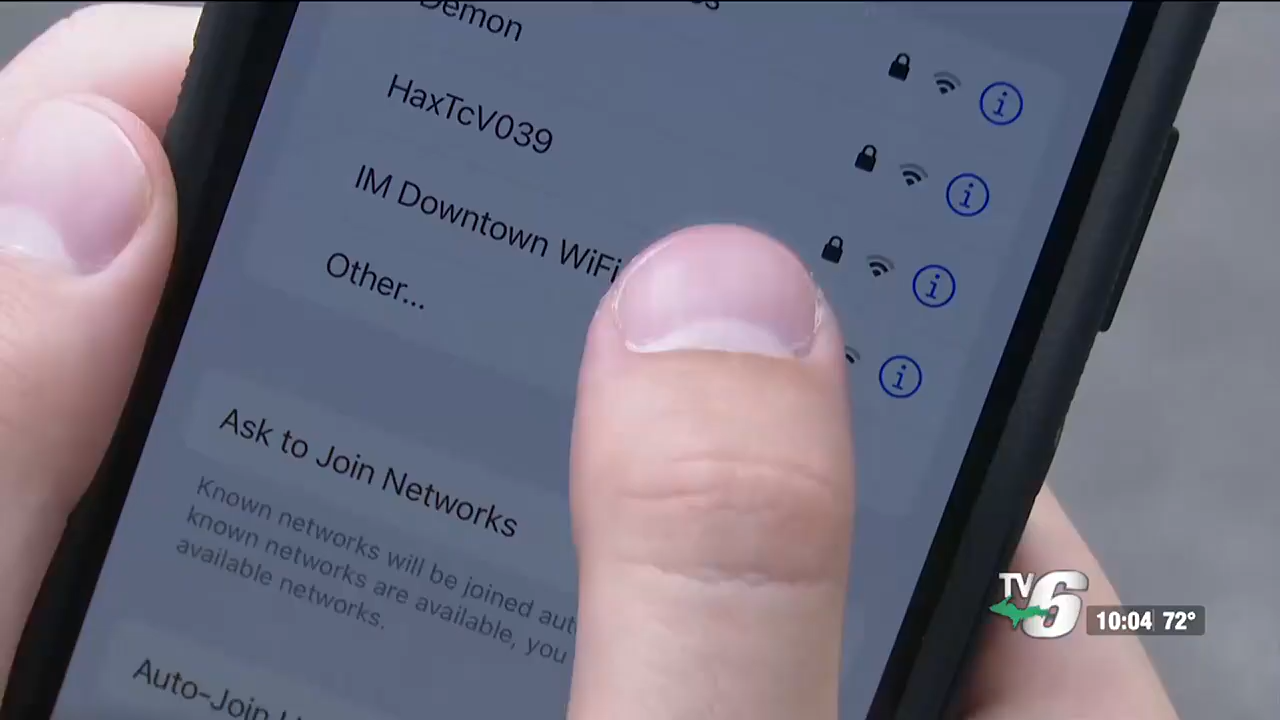 Demon
HaxTcV039
IM Downtown WiFi
Other...
Ask to Join Networks
Known networks will be joined
known networks are available, you
available networks.
Auto-Join
TV6
10:04 72°